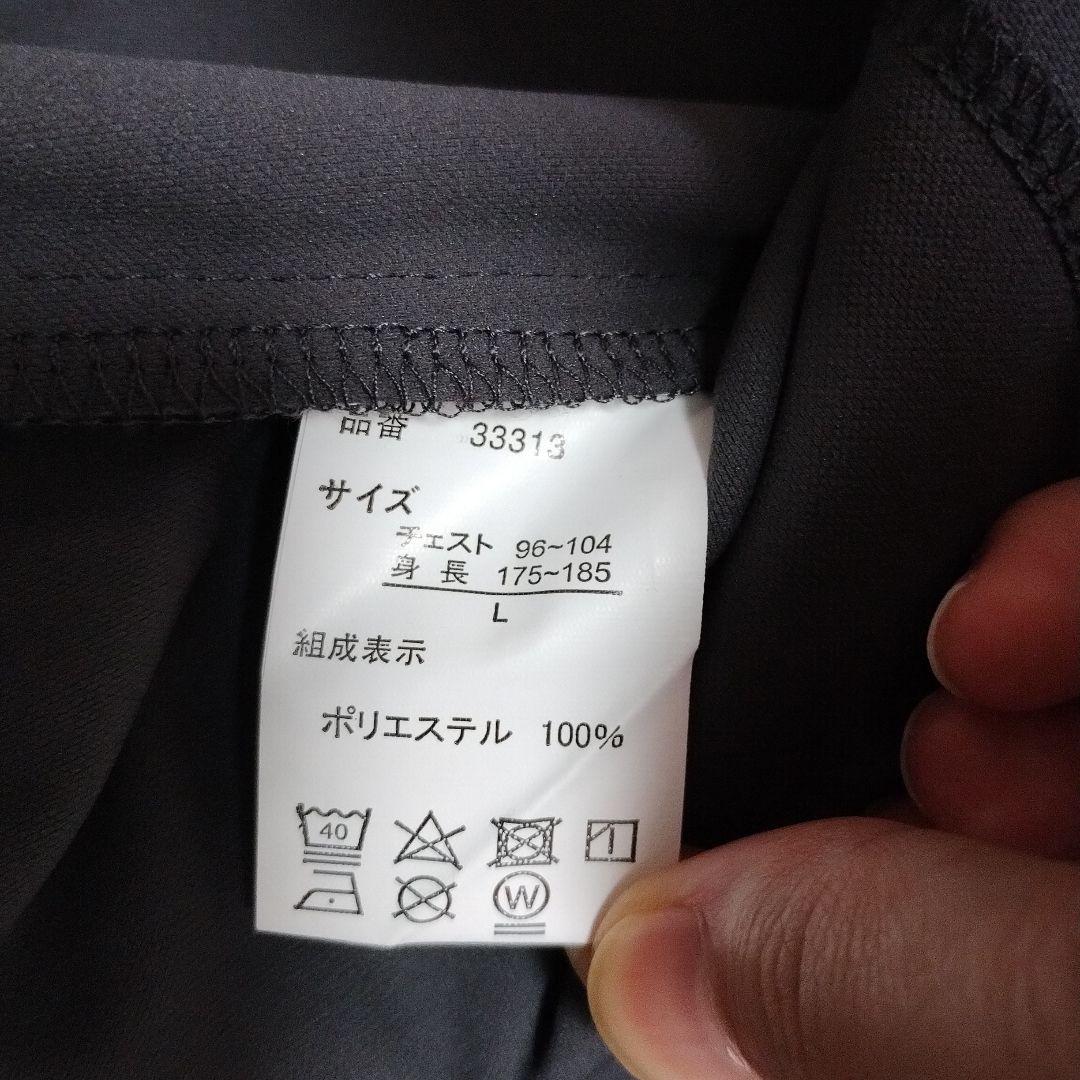 品番 33313
サイズ
チェスト 96~104
身長 175~185
L
組成表示
ポリエステル 100%
40
W